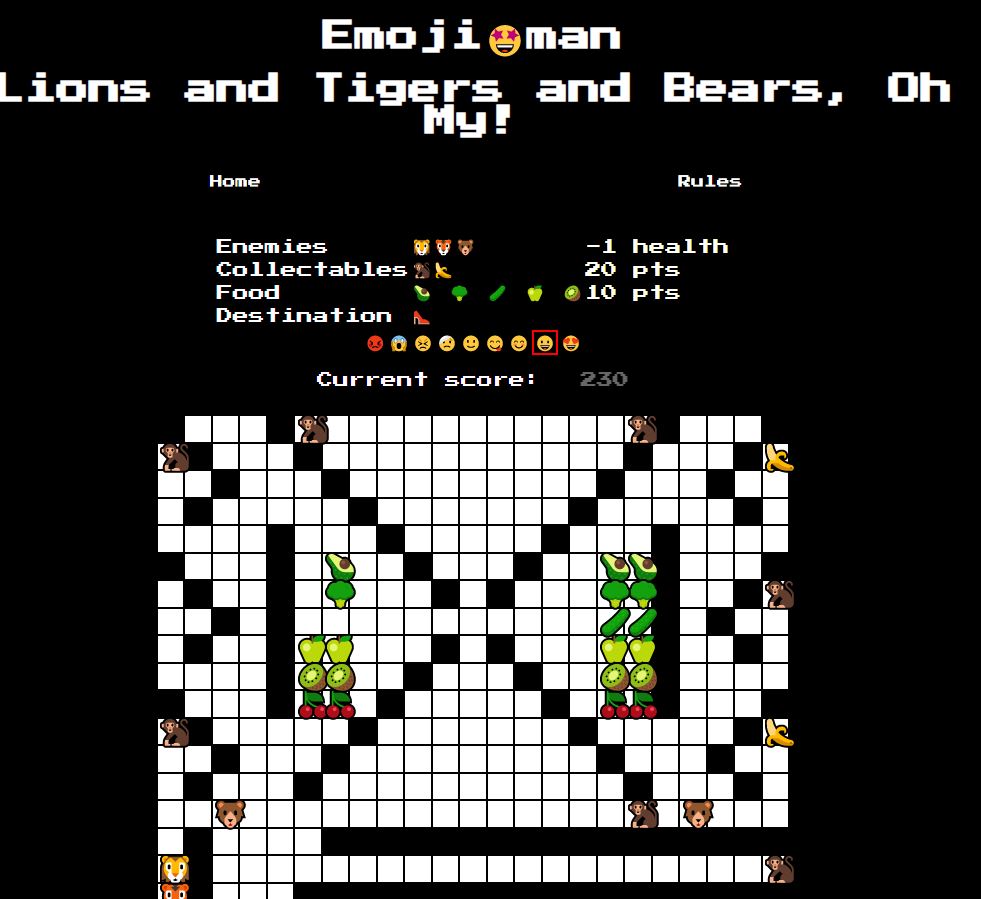 Emoji🤩man
Lions and Tigers and Bears, Oh
My!
Home
Rules
Enemies 🦁🐯🐻 -1 health
Collectables 🐒🍌 20 pts
Food 🥑 🥦 🥒 🍏 🥝 10 pts
Destination 👠
Current score: 230